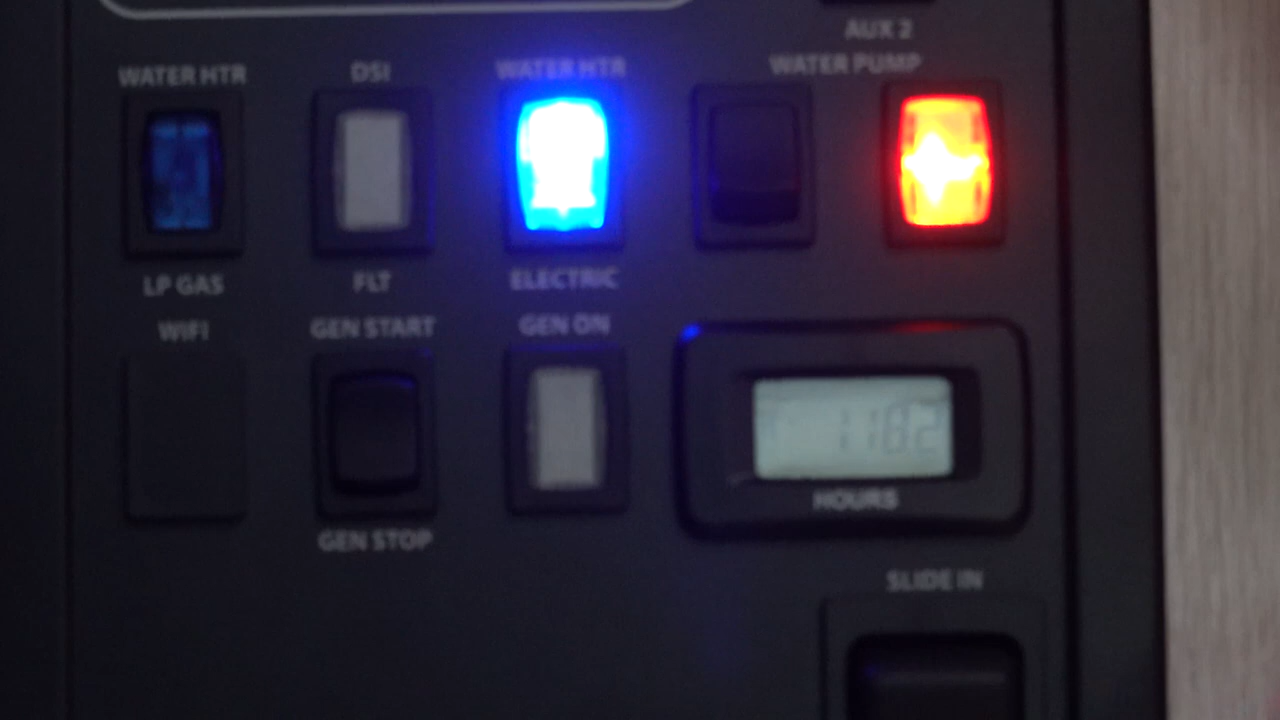 AUX 2
WATER HTR
DSI
WATER HTR
WATER PUMP
LP GAS
FLT
ELECTRIC
WIFI
GEN START
GEN ON
1182
HOURS
GEN STOP
SLIDE IN